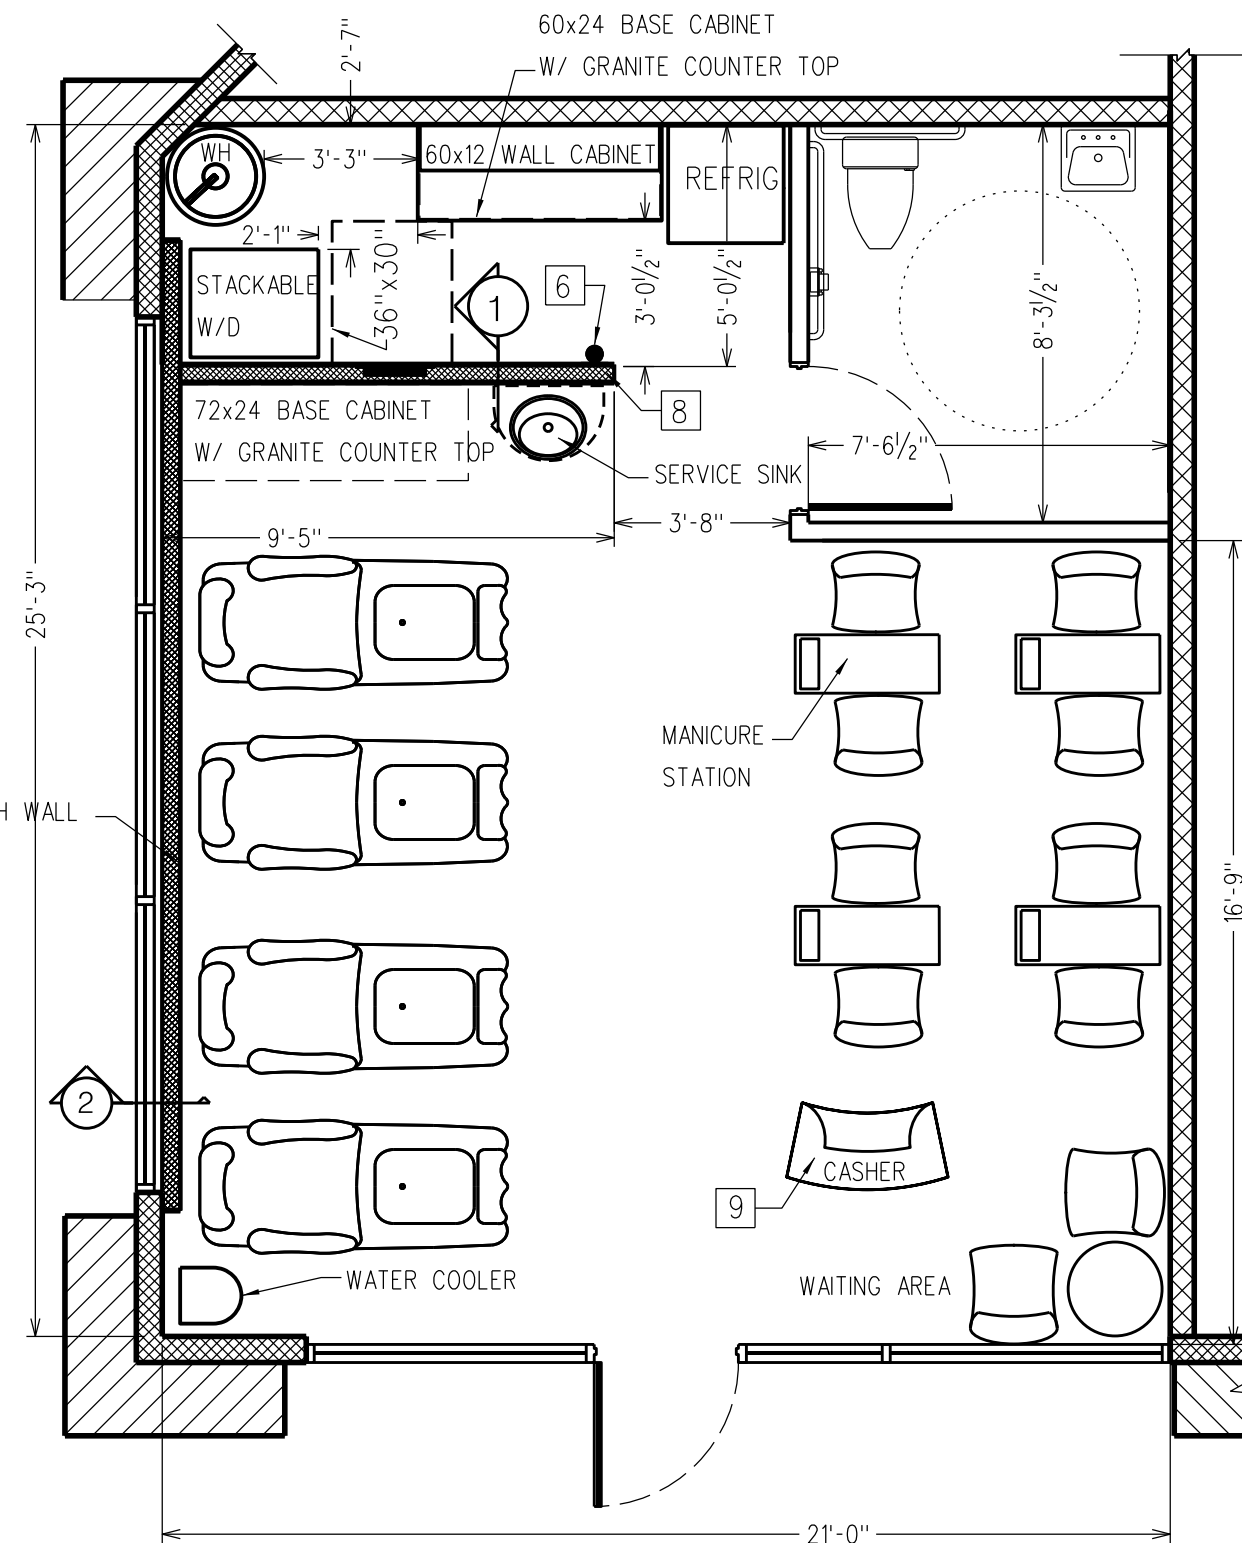 60x24 BASE CABINET
W/ GRANITE COUNTER TOP
2'-7"
WH
3'-3"
60x12 WALL CABINET
REFRIG
2'-1"
STACKABLE
W/D
36"x30"
1
6
3'-0½"
5'-0½"
8'-3½"
72x24 BASE CABINET
W/ GRANITE COUNTER TOP
8
7'-6½"
SERVICE SINK
3'-8"
9'-5"
25'-3"
MANICURE
STATION
H WALL
16'-9"
2
CASHER
9
WATER COOLER
WAITING AREA
21'-0"